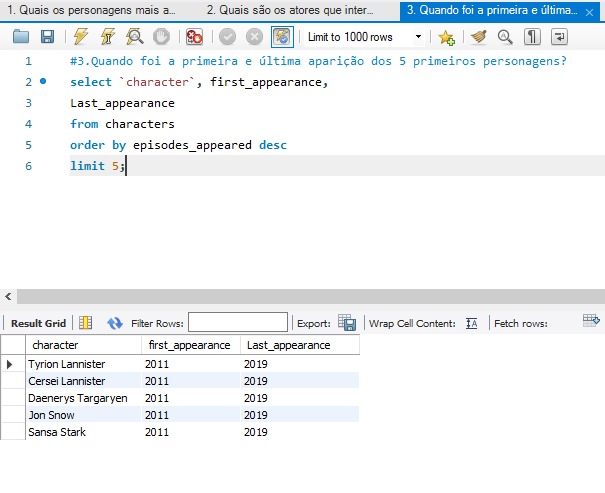 1. Quais os personagens mais a... 2. Quais são os atores que inter... 3. Quando foi a primeira e última...
Limit to 1000 rows
1 #3.Quando foi a primeira e última aparição dos 5 primeiros personagens?
2 select `character`, first_appearance,
3 Last_appearance
4 from characters
5 order by episodes_appeared desc
6 limit 5;
Result Grid Filter Rows: Export: Wrap Cell Content: Fetch rows:
character first_appearance Last_appearance
Tyrion Lannister 2011 2019
Cersei Lannister 2011 2019
Daenerys Targaryen 2011 2019
Jon Snow 2011 2019
Sansa Stark 2011 2019